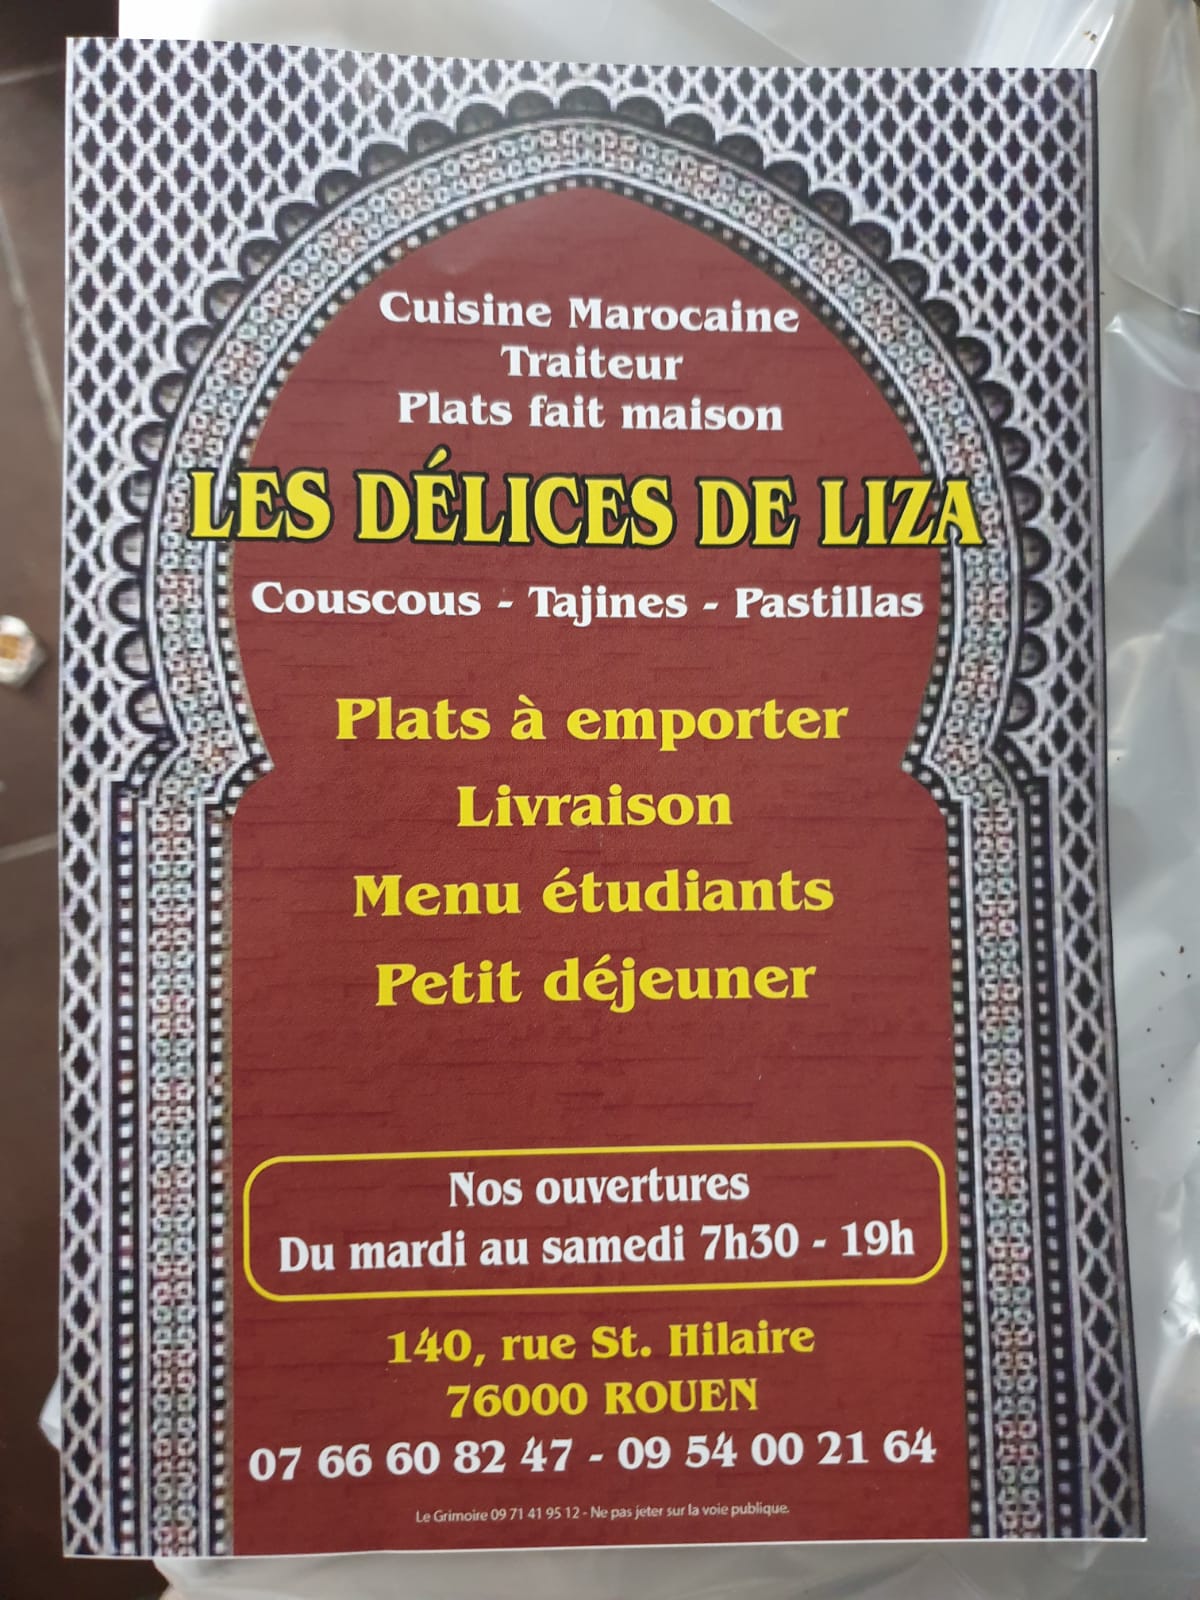 Cuisine Marocaine
Traiteur
Plats fait maison
LES DÉLICES DE LIZA
Couscous - Tajines - Pastillas
Plats à emporter
Livraison
Menu étudiants
Petit déjeuner
Nos ouvertures
Du mardi au samedi 7h30 - 19h
140, rue St. Hilaire
76000 ROUEN
07 66 60 82 47 - 09 54 00 21 64
Le Grimoire 09 71 41 95 12 - Ne pas jeter sur la voie publique.